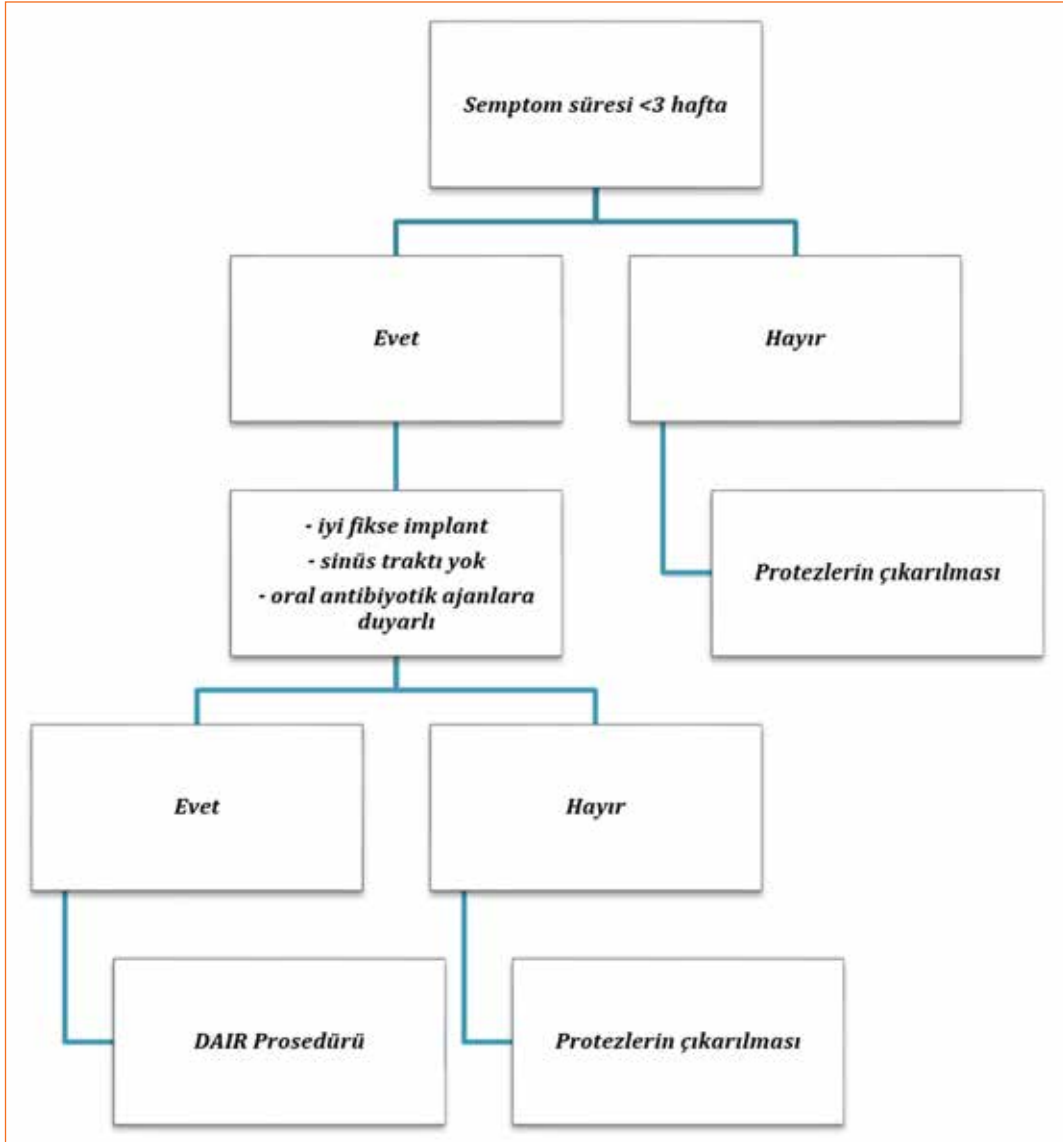 Semptom süresi <3 hafta
Evet
Hayır
- iyi fikse implant
- sinüs traktı yok
- oral antibiyotik ajanlara
duyarlı
Protezlerin çıkarılması
Evet
Hayır
DAIR Prosedürü
Protezlerin çıkarılması